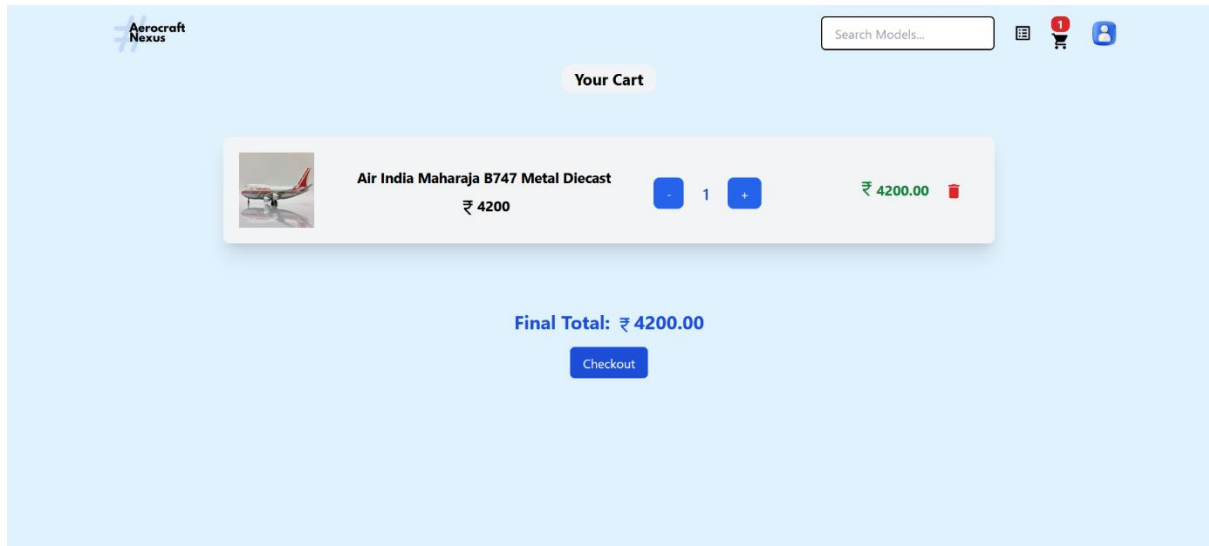 Aerocraft
Nexus
Search Models...
1
Your Cart
Air India Maharaja B747 Metal Diecast
₹ 4200
- 1 +
₹ 4200.00
Final Total: ₹ 4200.00
Checkout